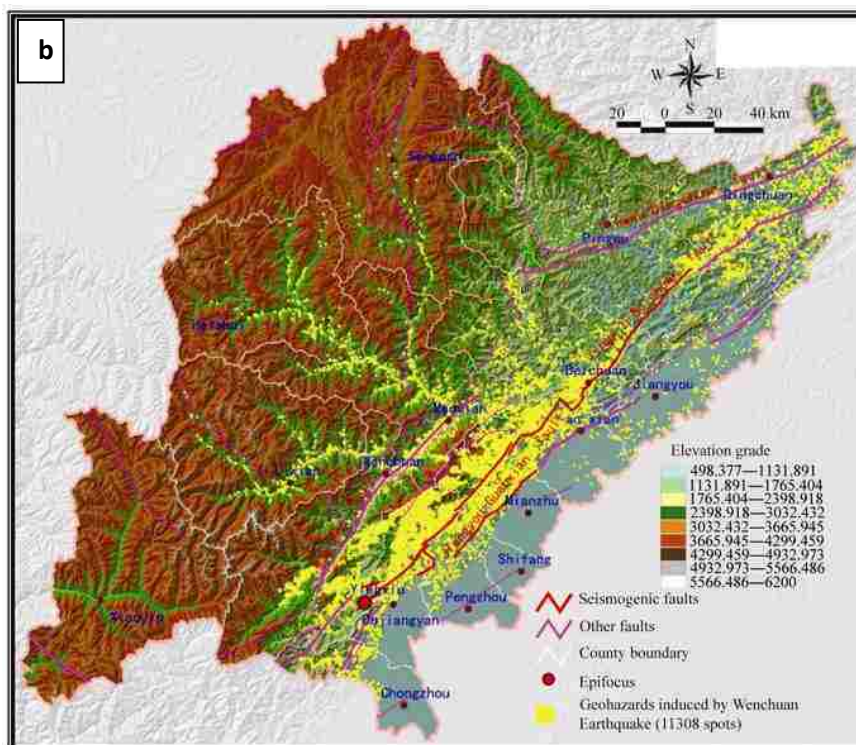 b
N
W E
S
20 0 20 40 km
Songpan
Qingchuan
Pingwu
Beichuan
Jiangyou
Wenchuan
Mianzhu
Shifang
Yingxiu
Pengzhou
Dujiangyan
Xiaojin
Chongzhou
Elevation grade
498.377—1131.891
1131.891—1765.404
1765.404—2398.918
2398.918—3032.432
3032.432—3665.945
3665.945—4299.459
4299.459—4932.973
4932.973—5566.486
5566.486—6200
Seismogenic faults
Other faults
County boundary
Epifocus
Geohazards induced by Wenchuan
Earthquake (11308 spots)